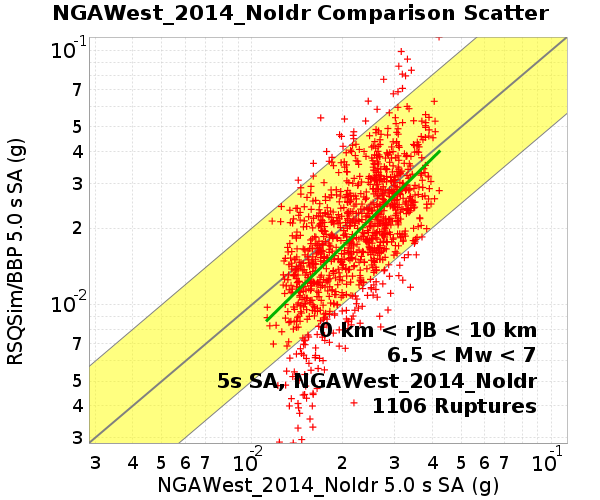 NGAWest_2014_NoIdr Comparison Scatter
RSQSim/BBP 5.0 s SA (g)
10-1
7
5
4
3
2
10-2
7
5
4
3
0 km < rJB < 10 km
6.5 < Mw < 7
5s SA, NGAWest_2014_NoIdr
1106 Ruptures
3 4 5 6 7 10-2 2 3 4 5 6 7 10-1
NGAWest_2014_NoIdr 5.0 s SA (g)